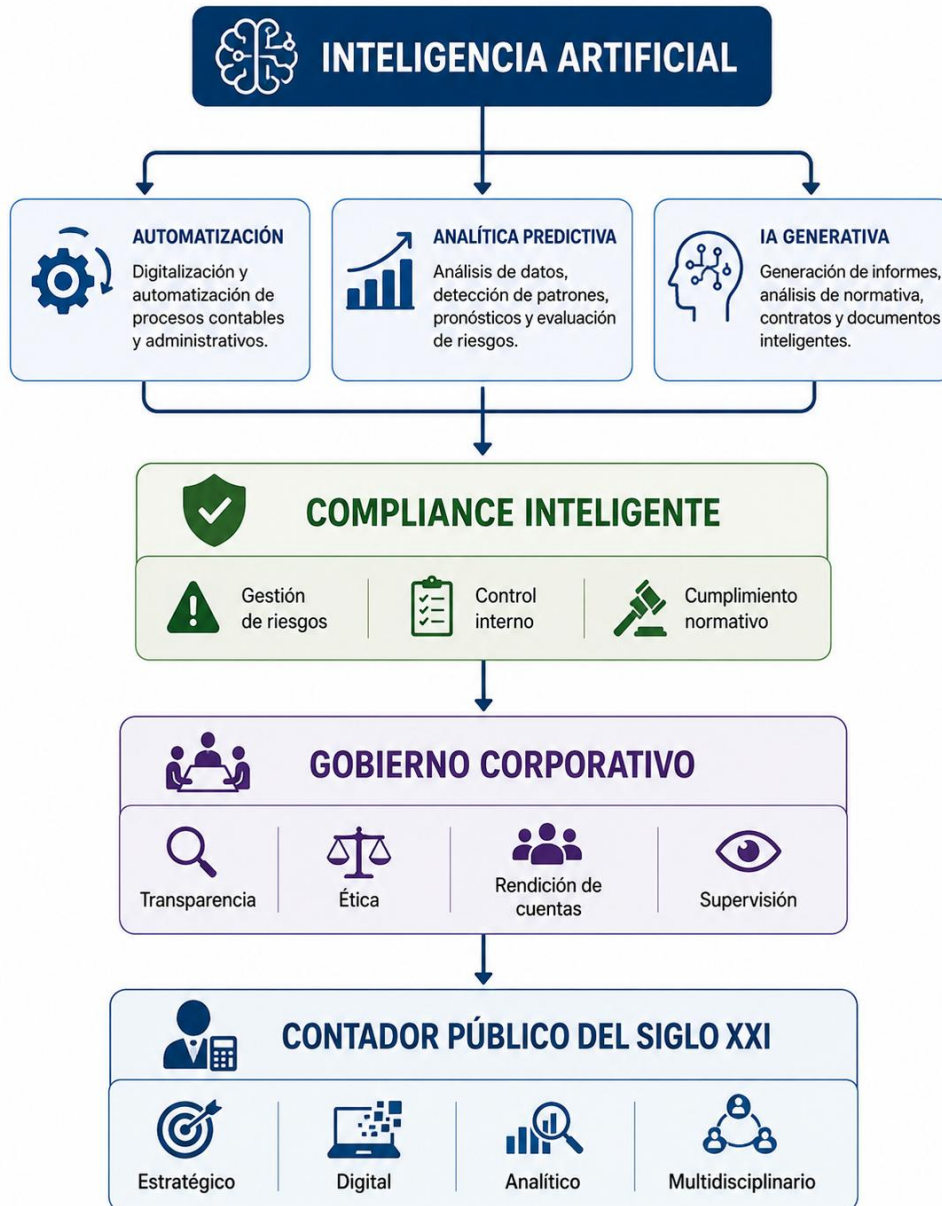 INTELIGENCIA ARTIFICIAL
AUTOMATIZACIÓN
Digitalización y
automatización de
procesos contables
y administrativos.
ANALÍTICA PREDICTIVA
Análisis de datos,
detección de patrones,
pronósticos y evaluación
de riesgos.
IA GENERATIVA
Generación de informes,
análisis de normativa,
contratos y documentos
inteligentes.
COMPLIANCE INTELIGENTE
Gestión
de riesgos
Control
interno
Cumplimiento
normativo
GOBIERNO CORPORATIVO
Transparencia
Ética
Rendición de
cuentas
Supervisión
CONTADOR PÚBLICO DEL SIGLO XXI
Estratégico
Digital
Analítico
Multidisciplinario